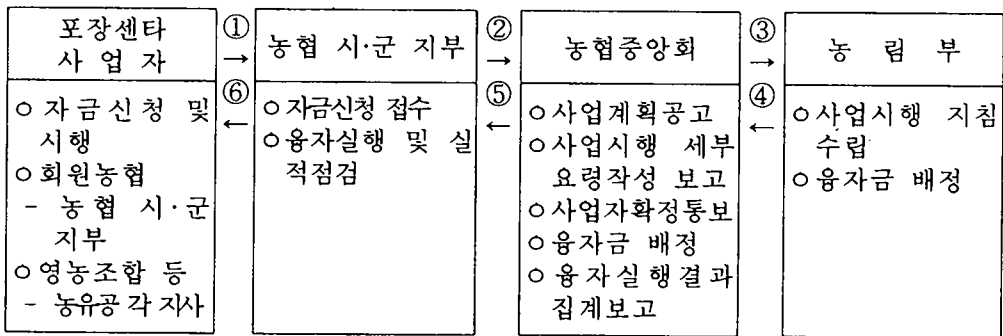 포장센타
사 업 자
① →
농협 시·군 지부
② →
농협중앙회
③ →
농 림 부
○ 자금신청 및
시행
○ 회원농협
- 농협 시·군
지부
○ 영농조합 등
- 농유공 각 지사
⑥ ←
○ 자금신청 접수
○ 융자실행 및 실
적점검
⑤ ←
○ 사업계획공고
○ 사업시행 세부
요령작성 보고
○ 사업자확정통보
○ 융자금 배정
○ 융자실행결과
집계보고
④ ←
○ 사업시행 지침
수립
○ 융자금 배정